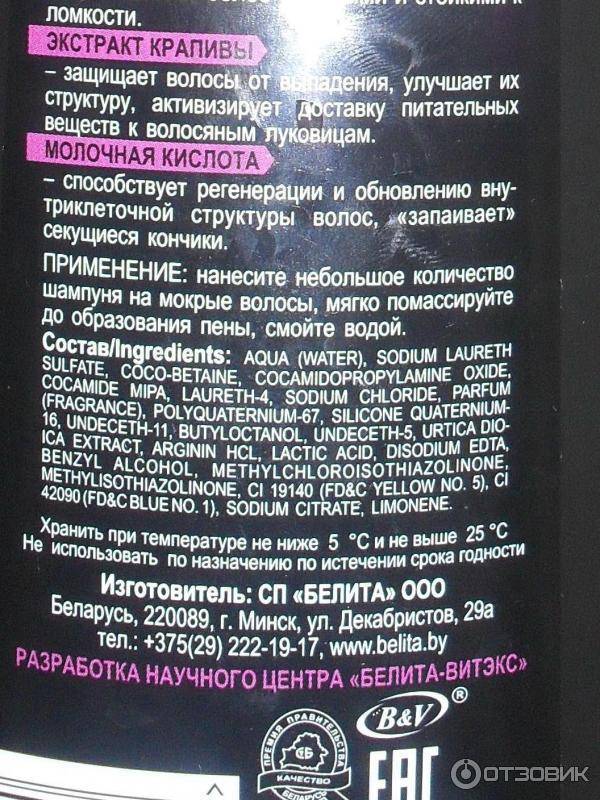 И СТОЙКИМИ К
ЛОМКОСТИ.
ЭКСТРАКТ КРАПИВЫ
– защищает волосы от выпадения, улучшает их
структуру, активизирует доставку питательных
веществ к волосяным луковицам.
МОЛОЧНАЯ КИСЛОТА
– способствует регенерации и обновлению вну-
триклеточной структуры волос, «запаивает»
секущиеся кончики.
ПРИМЕНЕНИЕ: нанесите небольшое количество
шампуня на мокрые волосы, мягко помассируйте
до образования пены, смойте водой.
Состав/Ingredients: AQUA (WATER), SODIUM LAURETH
SULFATE, COCO-BETAINE, COCAMIDOPROPYLAMINE OXIDE,
COCAMIDE MIPA, LAURETH-4, SODIUM CHLORIDE, PARFUM
(FRAGRANCE), POLYQUATERNIUM-67, SILICONE QUATERNIUM-
16, UNDECETH-11, BUTYLOCTANOL, UNDECETH-5, URTICA DIO-
ICA EXTRACT, ARGININ HCL, LACTIC ACID, DISODIUM EDTA,
BENZYL ALCOHOL, METHYLCHLOROISOTHIAZOLINONE,
METHYLISOTHIAZOLINONE, CI 19140 (FD&C YELLOW NO. 5), CI
42090 (FD&C BLUE NO. 1), SODIUM CITRATE, LIMONENE.
Хранить при температуре не ниже 5 °С и не выше 25 °С
Не использовать по назначению по истечении срока годности
Изготовитель: СП «БЕЛИТА» ООО
Беларусь, 220089, г. Минск, ул. Декабристов, 29а
тел.: +375(29) 222-19-17, www.belita.by
РАЗРАБОТКА НАУЧНОГО ЦЕНТРА «БЕЛИТА-ВИТЭКС»
B&V ®
ПРЕМИЯ ПРАВИТЕЛЬСТВА
КАЧЕСТВО
БЕЛАРУСЬ
EAC
ОТЗОВИК